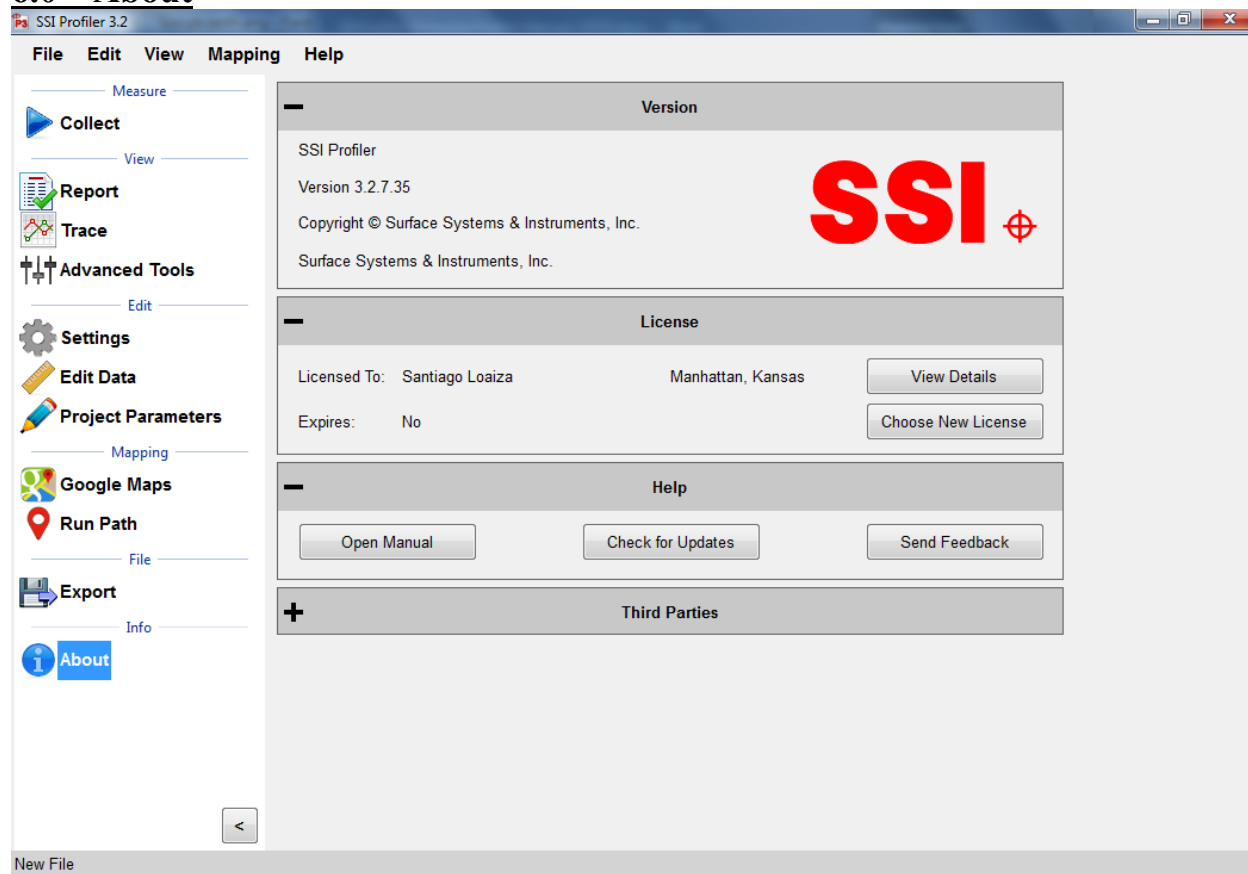 SSI Profiler 3.2
File Edit View Mapping Help
Measure
Collect
View
Report
Trace
Advanced Tools
Edit
Settings
Edit Data
Project Parameters
Mapping
Google Maps
Run Path
File
Export
Info
About
<
Version
SSI Profiler
Version 3.2.7.35
Copyright © Surface Systems & Instruments, Inc.
Surface Systems & Instruments, Inc.
SSI
License
Licensed To: Santiago Loaiza Manhattan, Kansas View Details
Expires: No Choose New License
Help
Open Manual Check for Updates Send Feedback
Third Parties
New File